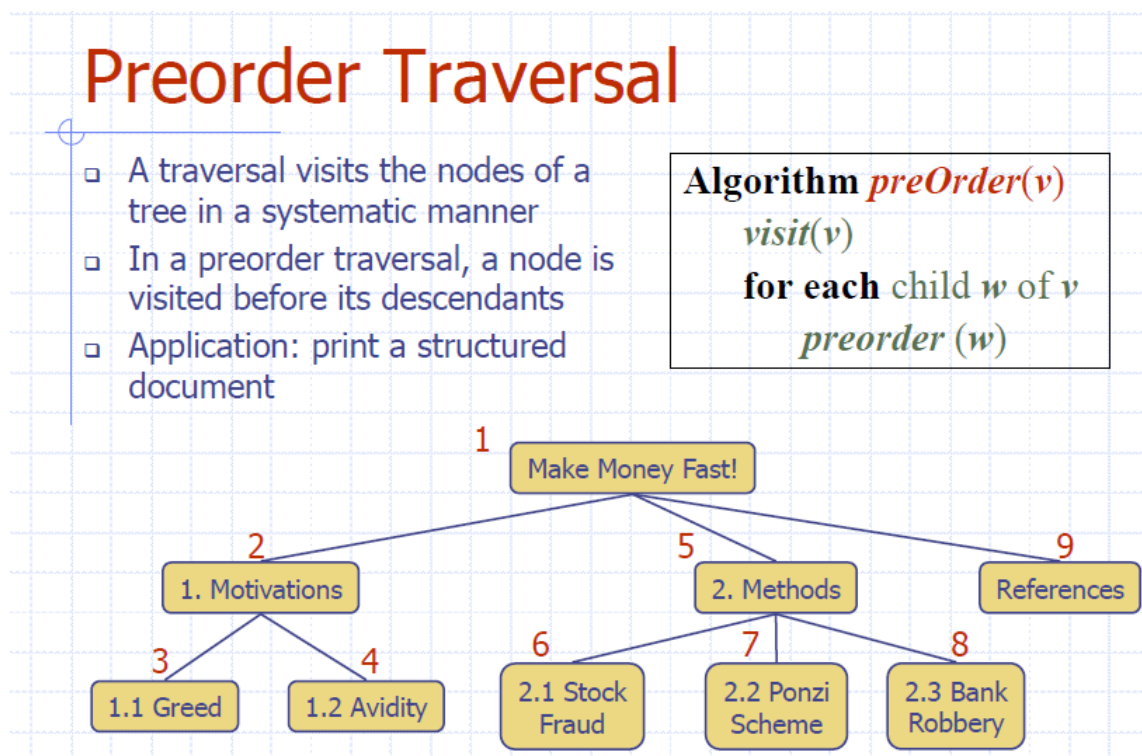 Preorder Traversal
A traversal visits the nodes of a
tree in a systematic manner
In a preorder traversal, a node is
visited before its descendants
Application: print a structured
document
Algorithm preOrder(v)
visit(v)
for each child w of v
preorder (w)
1
Make Money Fast!
2
5
9
1. Motivations
2. Methods
References
3
4
6
7
8
1.1 Greed
1.2 Avidity
2.1 Stock
Fraud
2.2 Ponzi
Scheme
2.3 Bank
Robbery